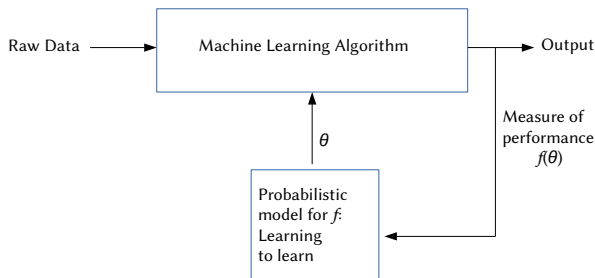 Raw Data
Machine Learning Algorithm
Output
Measure of
performance
f(θ)
θ
Probabilistic
model for f:
Learning
to learn